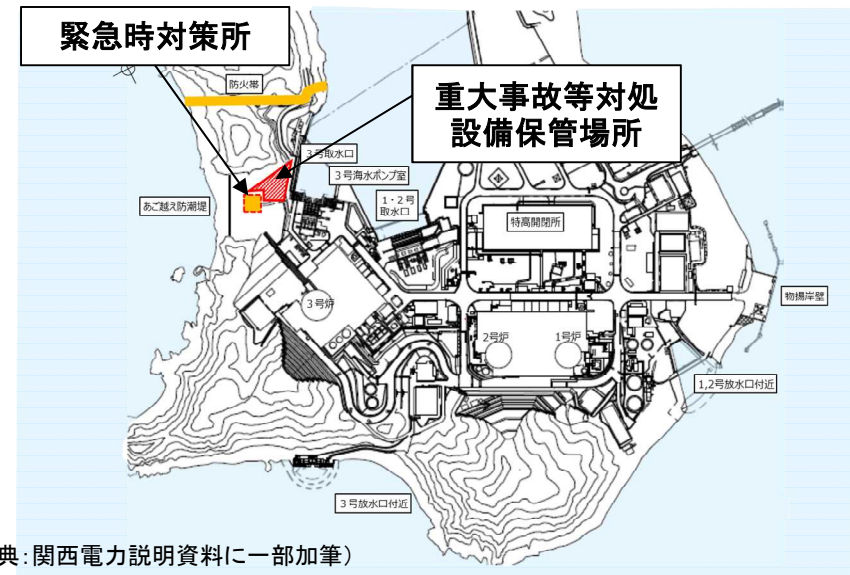 緊急時対策所
防火帯
重大事故等対処
設備保管場所
3号取水口
3号海水ポンプ室
あご越え防潮堤
1・2号
取水口
特高開閉所
3号炉
物揚岸壁
2号炉
1号炉
1,2号放水口付近
3号放水口付近
典:関西電力説明資料に一部加筆)